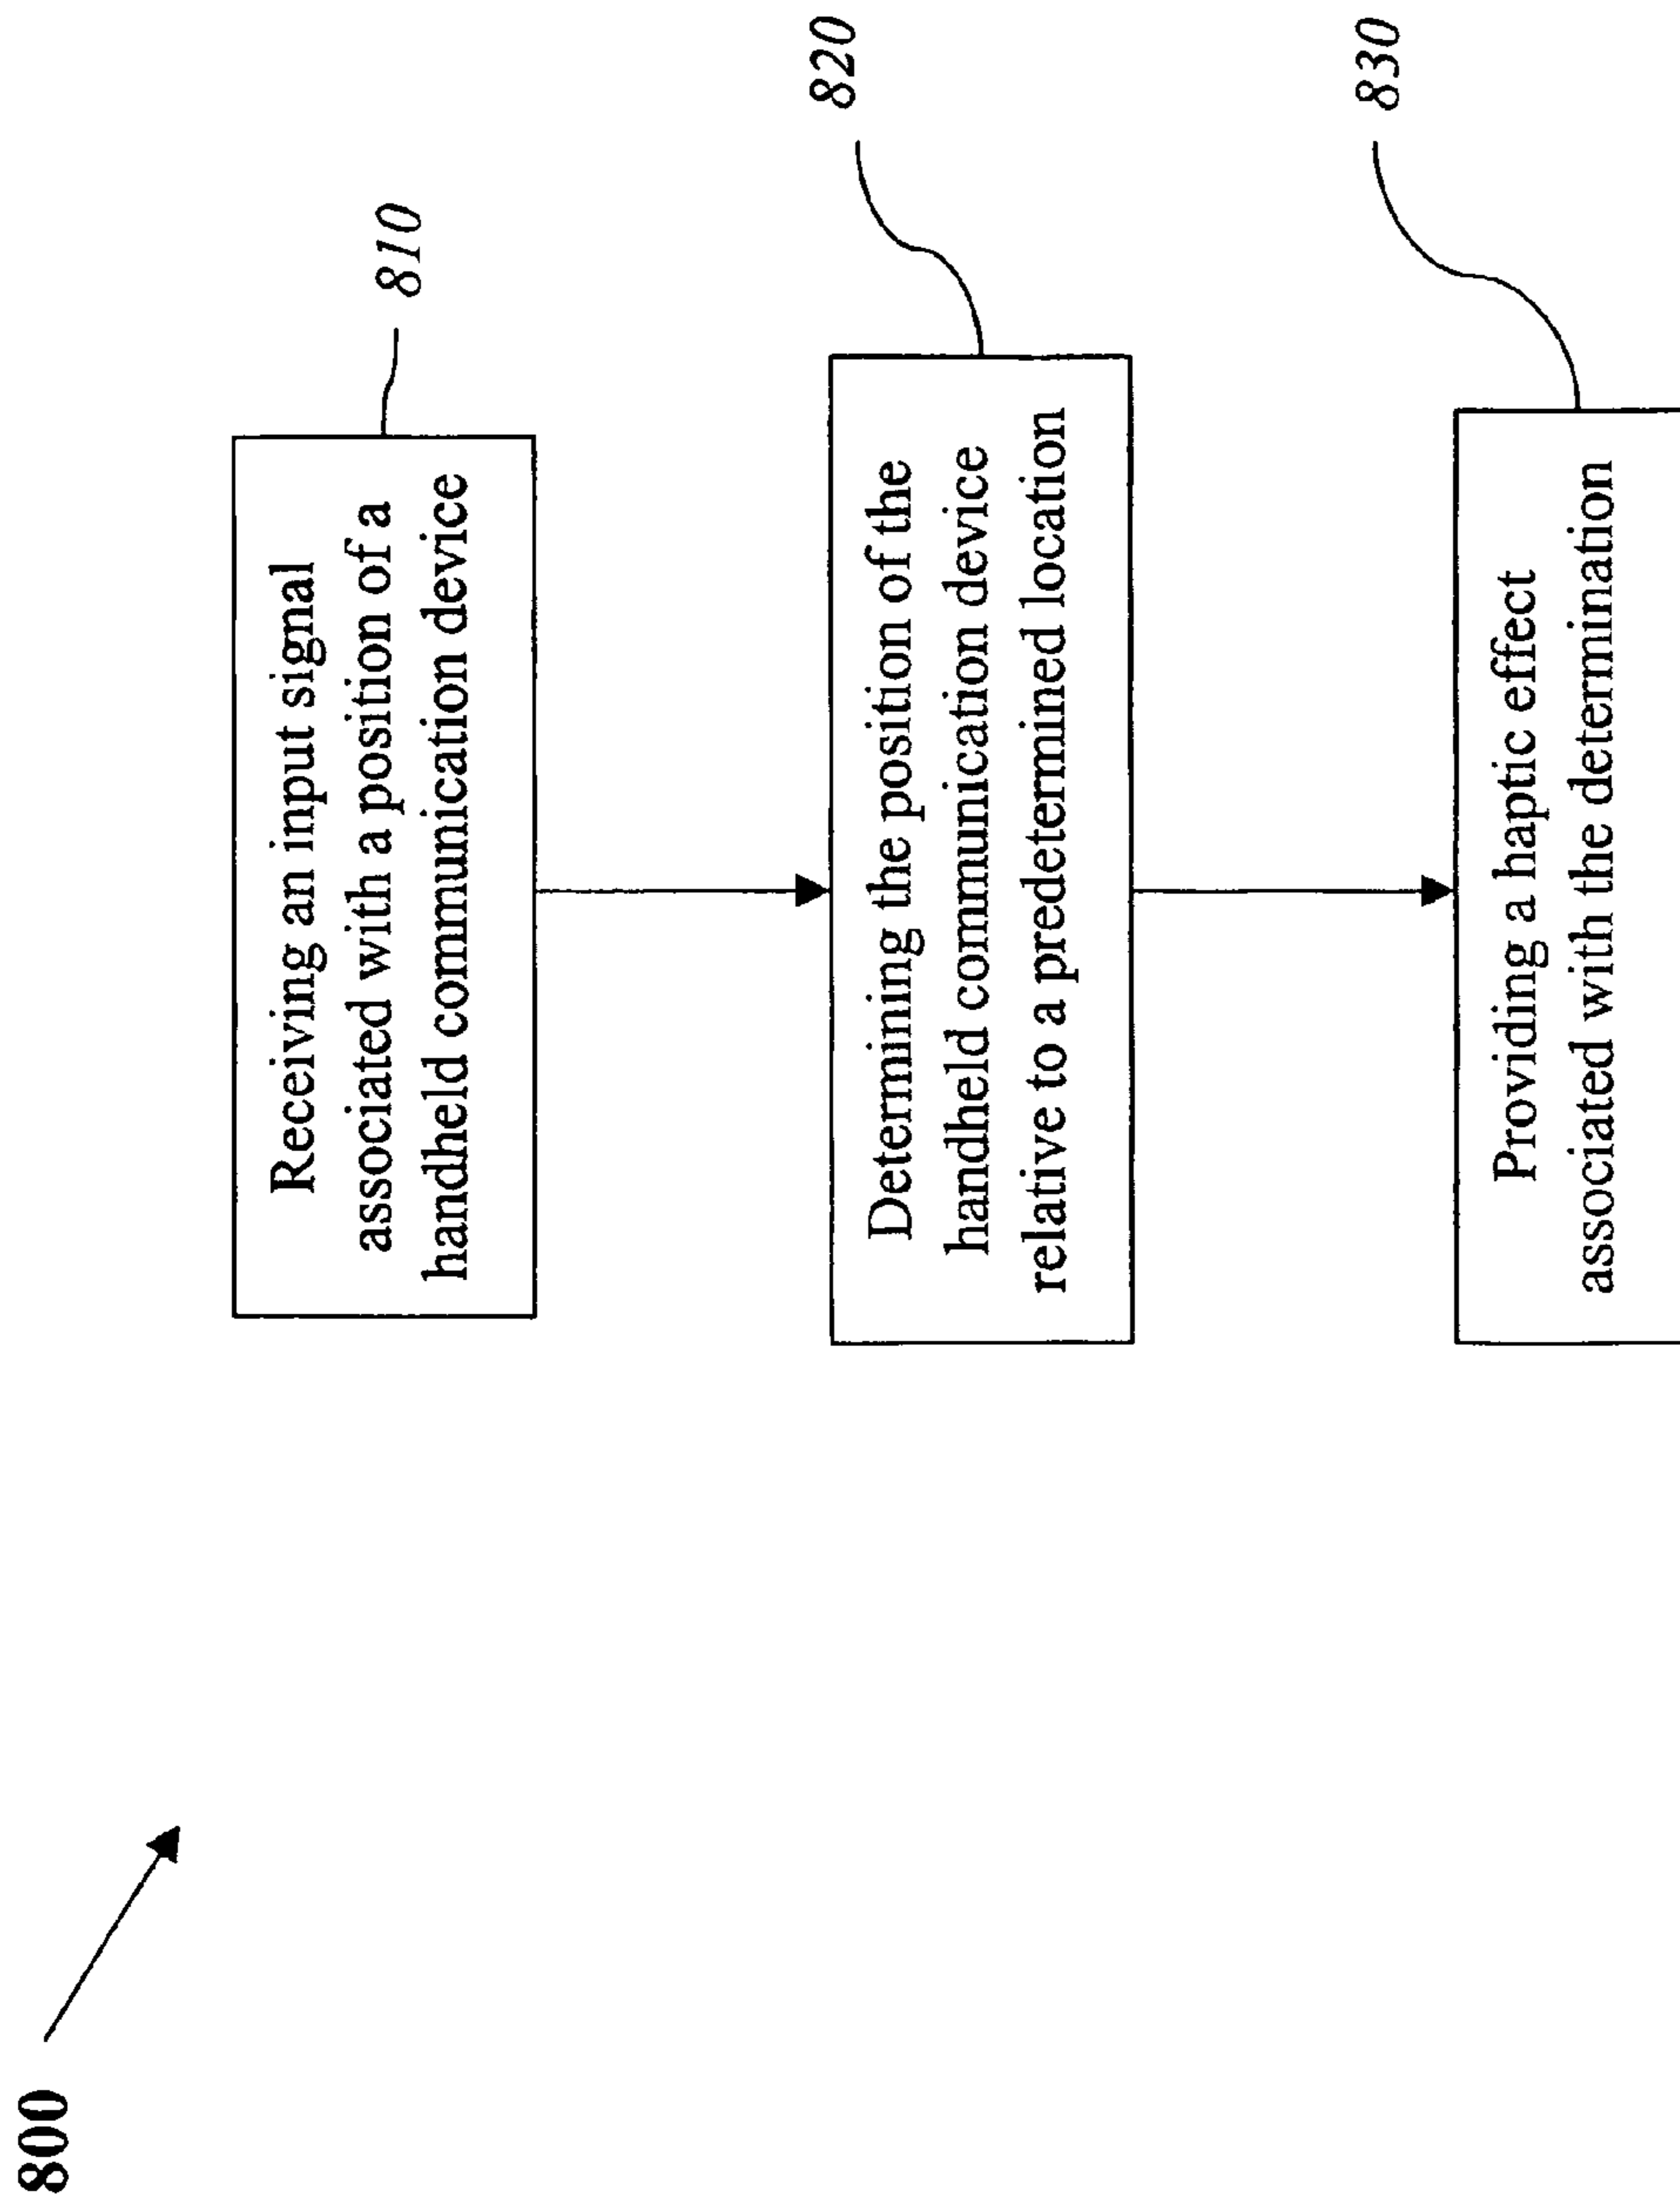 800
Receiving an input signal
associated with a position of a
handheld communication device
810
Determining the position of the
handheld communication device
relative to a predetermined location
820
Providing a haptic effect
associated with the determination
830